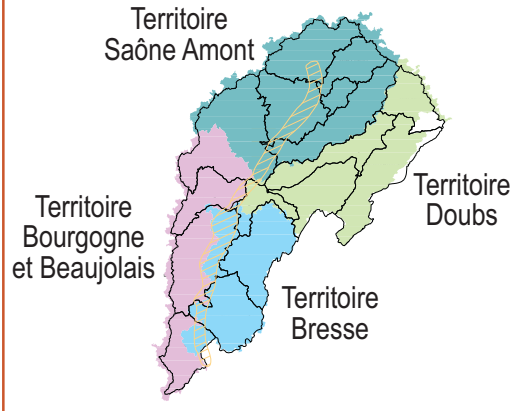 Territoire
Saône Amont
Territoire
Doubs
Territoire
Bourgogne
et Beaujolais
Territoire
Bresse